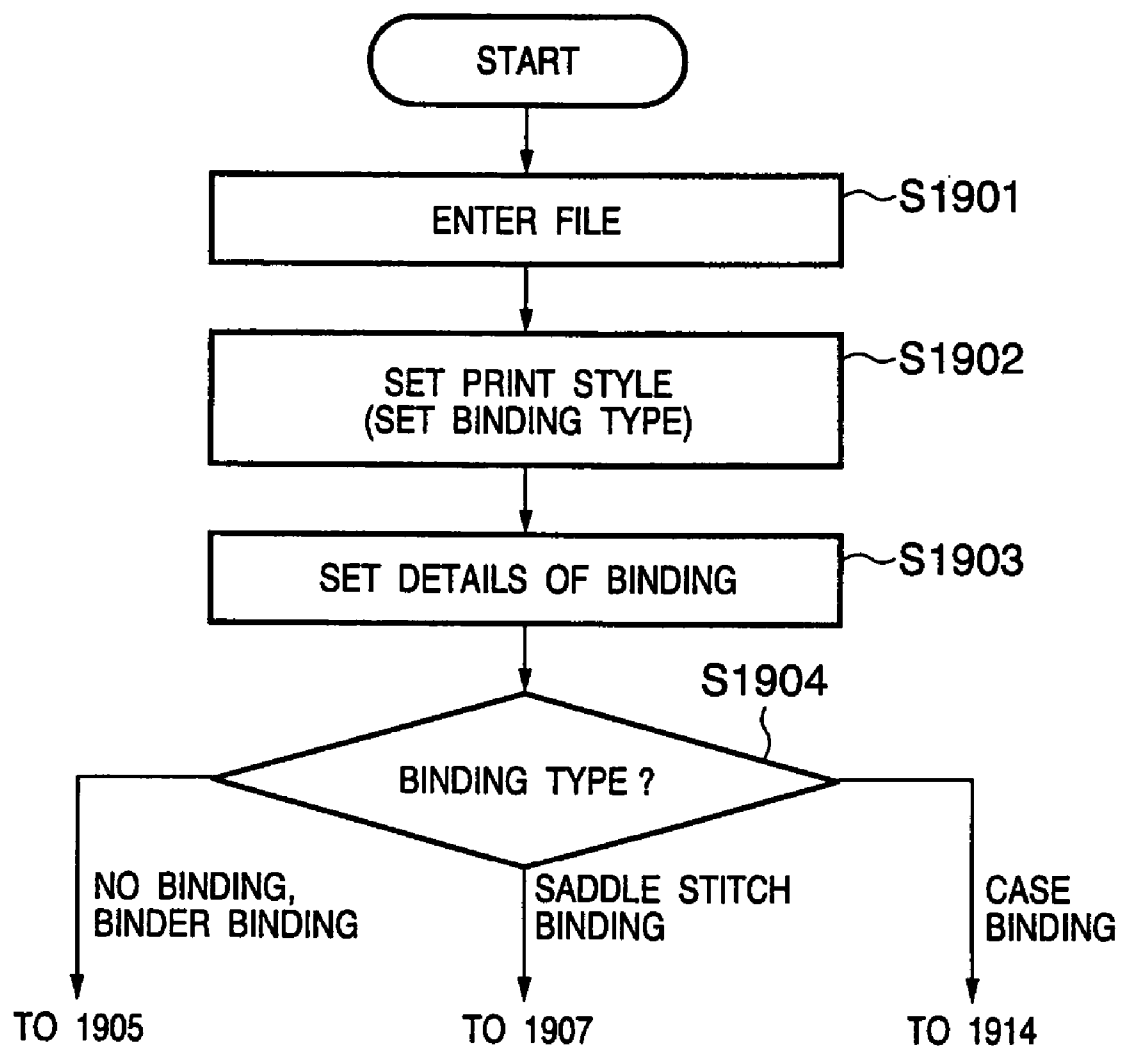 START
ENTER FILE
S1901
SET PRINT STYLE
(SET BINDING TYPE)
S1902
SET DETAILS OF BINDING
S1903
S1904
BINDING TYPE ?
NO BINDING,
BINDER BINDING
SADDLE STITCH
BINDING
CASE
BINDING
TO 1905
TO 1907
TO 1914